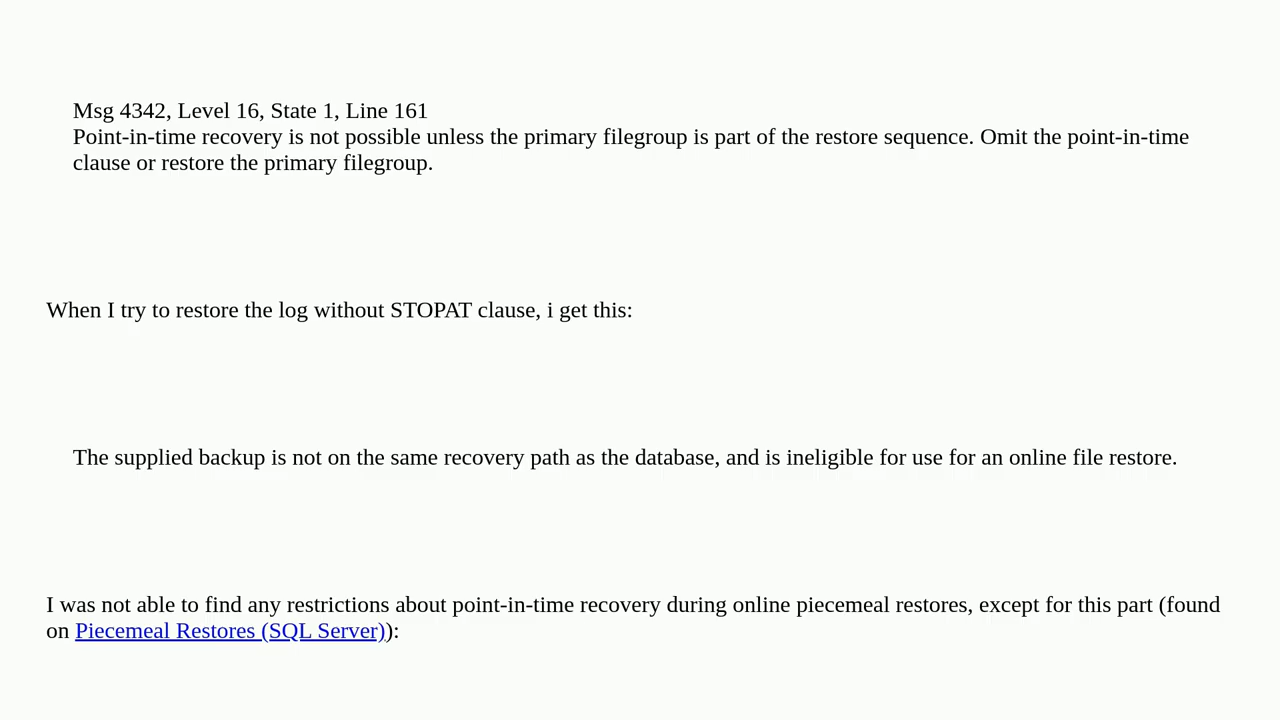 Msg 4342, Level 16, State 1, Line 161
Point-in-time recovery is not possible unless the primary filegroup is part of the restore sequence. Omit the point-in-time
clause or restore the primary filegroup.
When I try to restore the log without STOPAT clause, i get this:
The supplied backup is not on the same recovery path as the database, and is ineligible for use for an online file restore.
I was not able to find any restrictions about point-in-time recovery during online piecemeal restores, except for this part (found
on Piecemeal Restores (SQL Server)):